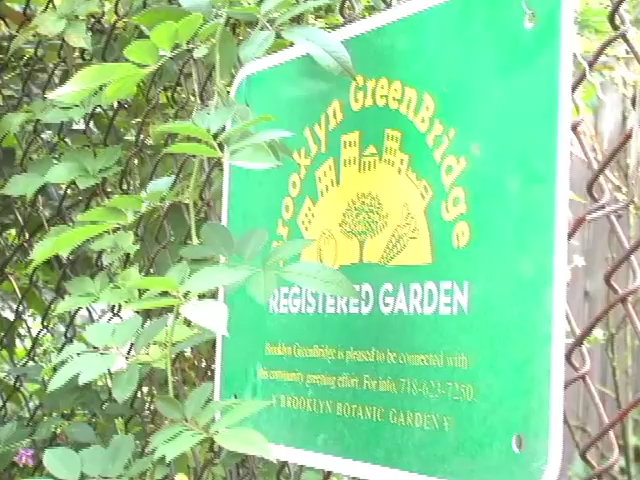 Brooklyn GreenBridge
REGISTERED GARDEN
Brooklyn GreenBridge is pleased to be connected with
this community greening effort. For info, 718-623-7250.
BROOKLYN BOTANIC GARDEN